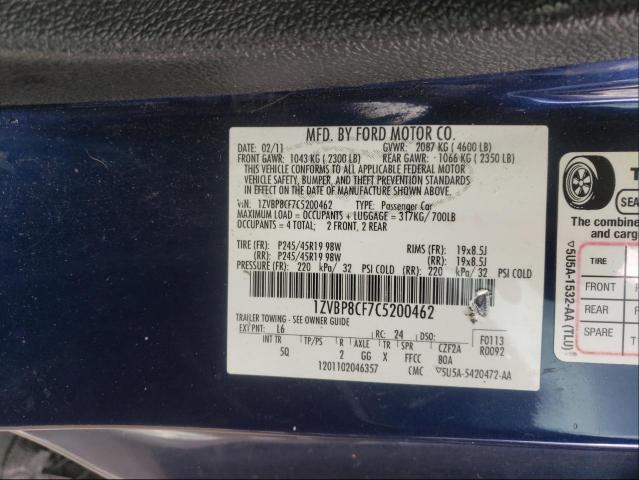 MFD. BY FORD MOTOR CO.
DATE: 02/11 GVWR: 2087 KG (4600 LB)
FRONT GAWR: 1043 KG (2300 LB) REAR GAWR: 1066 KG (2350 LB)
THIS VEHICLE CONFORMS TO ALL APPLICABLE FEDERAL MOTOR
VEHICLE SAFETY, BUMPER, AND THEFT PREVENTION STANDARDS IN
EFFECT ON THE DATE OF MANUFACTURE SHOWN ABOVE.
VIN: 1ZVBP8CF7C5200462 TYPE: Passenger Car
MAXIMUM LOAD = OCCUPANTS + LUGGAGE = 317KG/ 700LB
OCCUPANTS = 4 TOTAL; 2 FRONT, 2 REAR
TIRE (FR): P245/45R19 98W RIMS (FR): 19x8.5J
(RR): P245/45R19 98W (RR): 19x8.5J
PRESSURE (FR): 220 kPa/ 32 PSI COLD (RR): 220 kPa/ 32 PSI COLD
1ZVBP8CF7C5200462
TRAILER TOWING - SEE OWNER GUIDE
EXT PNT: L6 RC: 24 DSO: F0113
TP/PS R AXLE TR SPR CZF2A R0092
5Q 2 GG X FFCC BOA
1201102046357 CMC ▽5U5A-5420472-AA
▽5U5A-1532-AA (TLU)
SEA
The combine
and carg
TIRE
FRONT
REAR
SPARE